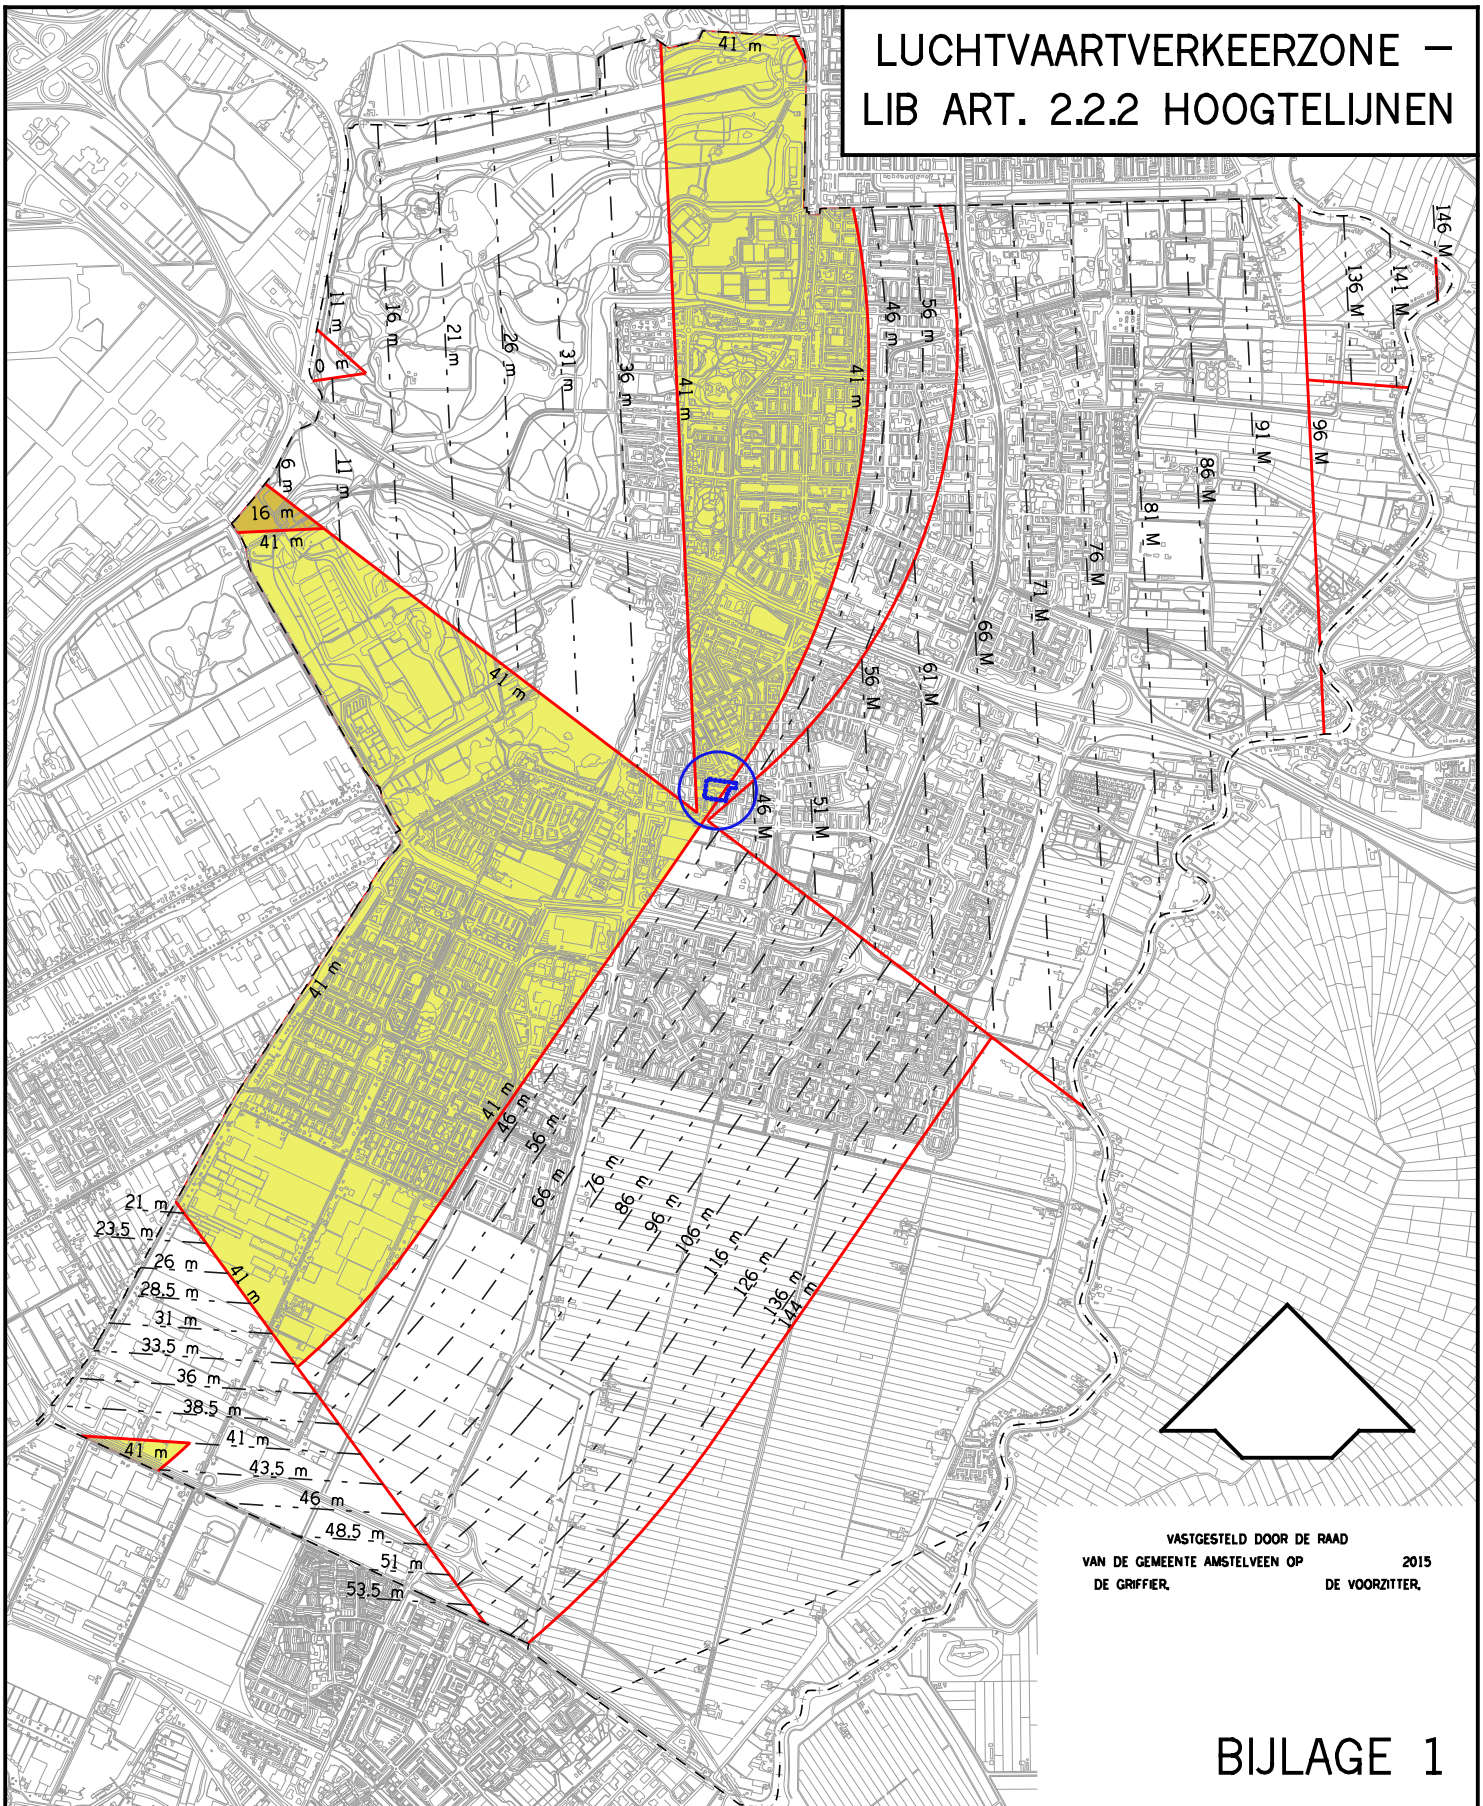 LUCHTVAARTVERKEERZONE –
LIB ART. 2.2.2 HOOGTELIJNEN
41 m
146 M
141 M
136 M
11 m
16 m
21 m
26 m
31 m
36 m
41 m
41 m
46 m
56 m
0 m
6 m
11 m
16 m
41 m
41 m
96 M
91 M
86 M
81 M
76 M
71 M
66 M
61 M
56 M
51 M
46 M
41 m
41 m
46 m
56 m
66 m
76 m
86 m
96 m
106 m
116 m
126 m
136 m
144 m
21 m
23.5 m
26 m
28.5 m
31 m
33.5 m
36 m
38.5 m
41 m
41 m
41 m
43.5 m
46 m
48.5 m
51 m
53.5 m
VASTGESTELD DOOR DE RAAD
VAN DE GEMEENTE AMSTELVEEN OP 2015
DE GRIFFIER, DE VOORZITTER,
BIJLAGE 1